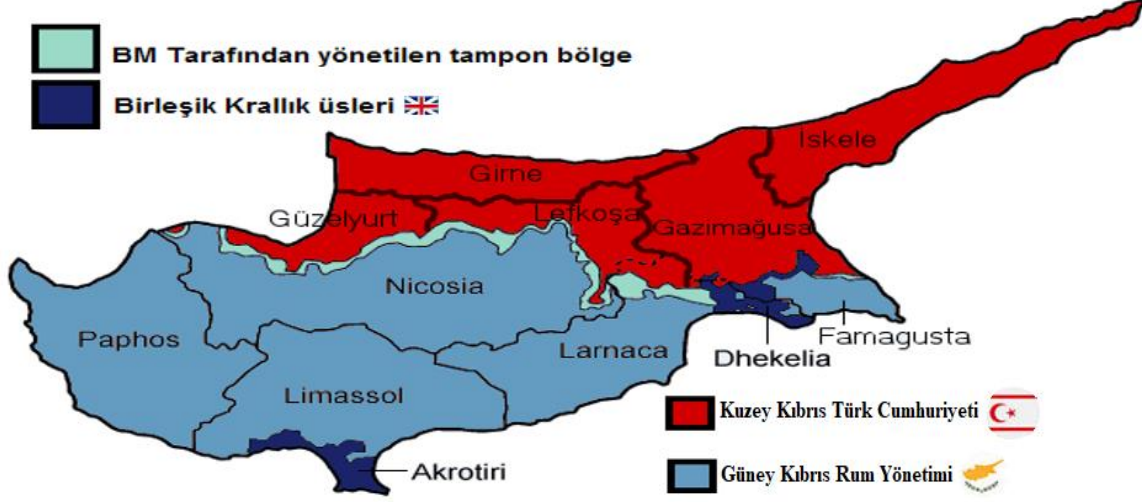 BM Tarafından yönetilen tampon bölge
Birleşik Krallık üsleri
İskele
Girne
Güzelyurt
Lefkoşa
Gazimağusa
Nicosia
Paphos
Larnaca
Famagusta
Dhekelia
Limassol
Akrotiri
Kuzey Kıbrıs Türk Cumhuriyeti
Güney Kıbrıs Rum Yönetimi